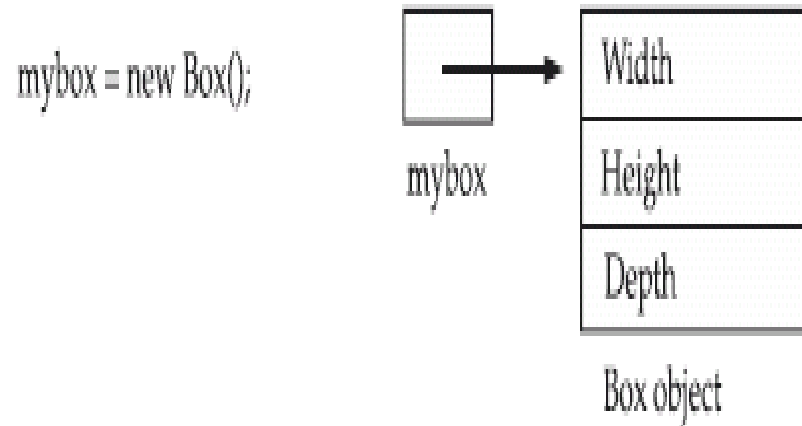 mybox = new Box();
mybox
Width
Height
Depth
Box object